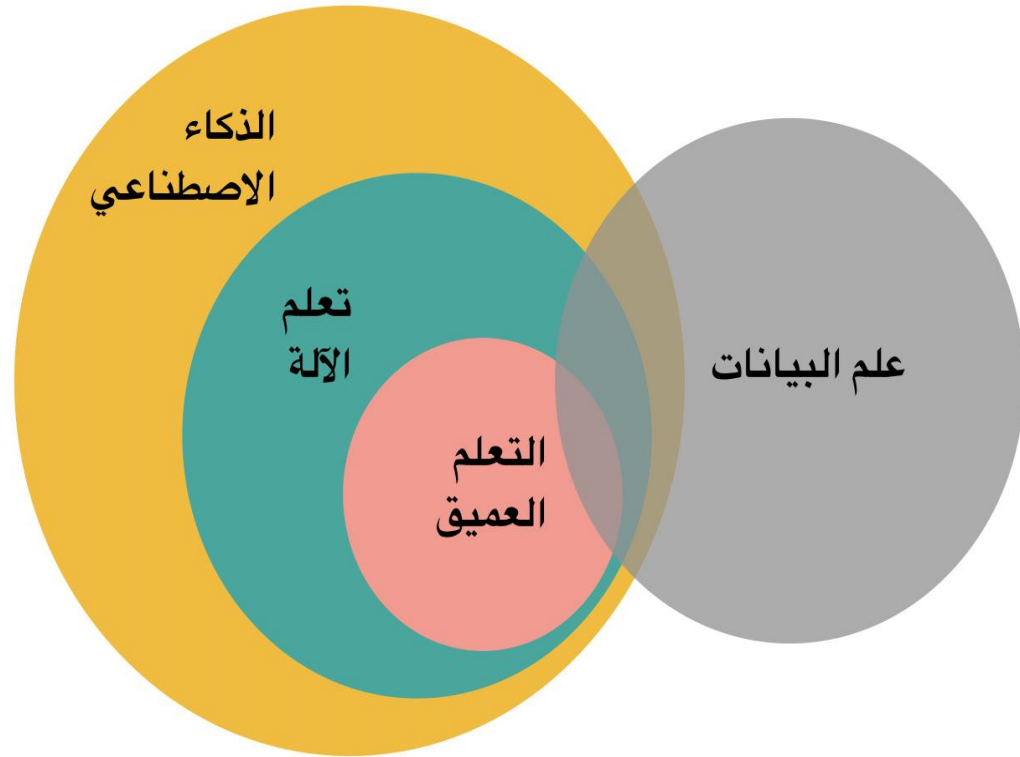 الذكاء
الاصطناعي
تعلم
الآلة
التعلم
العميق
علم البيانات